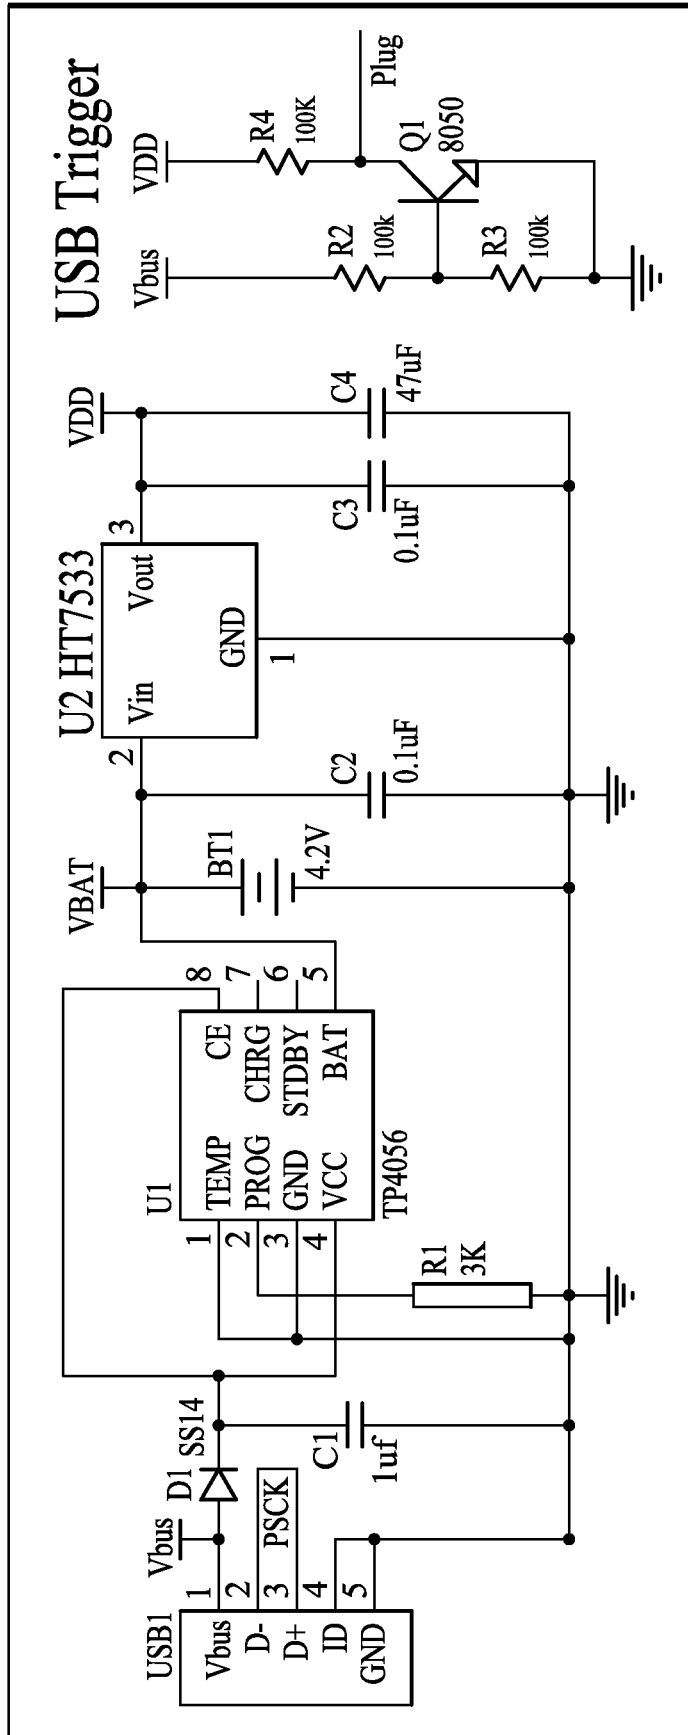 USB1
Vbus
D-
D+
ID
GND
1
2
3
4
5
Vbus
D1
SS14
PSCK
C1
1uf
U1
TEMP
PROG
GND
VCC
1
2
3
4
CE
CHRG
STDBY
BAT
8
7
6
5
TP4056
R1
3K
VBAT
BT1
4.2V
C2
0.1uF
U2 HT7533
Vin
Vout
GND
2
3
1
VDD
C3
0.1uF
C4
47uF
USB Trigger
Vbus
VDD
R2
100k
R4
100K
Plug
Q1
8050
R3
100k